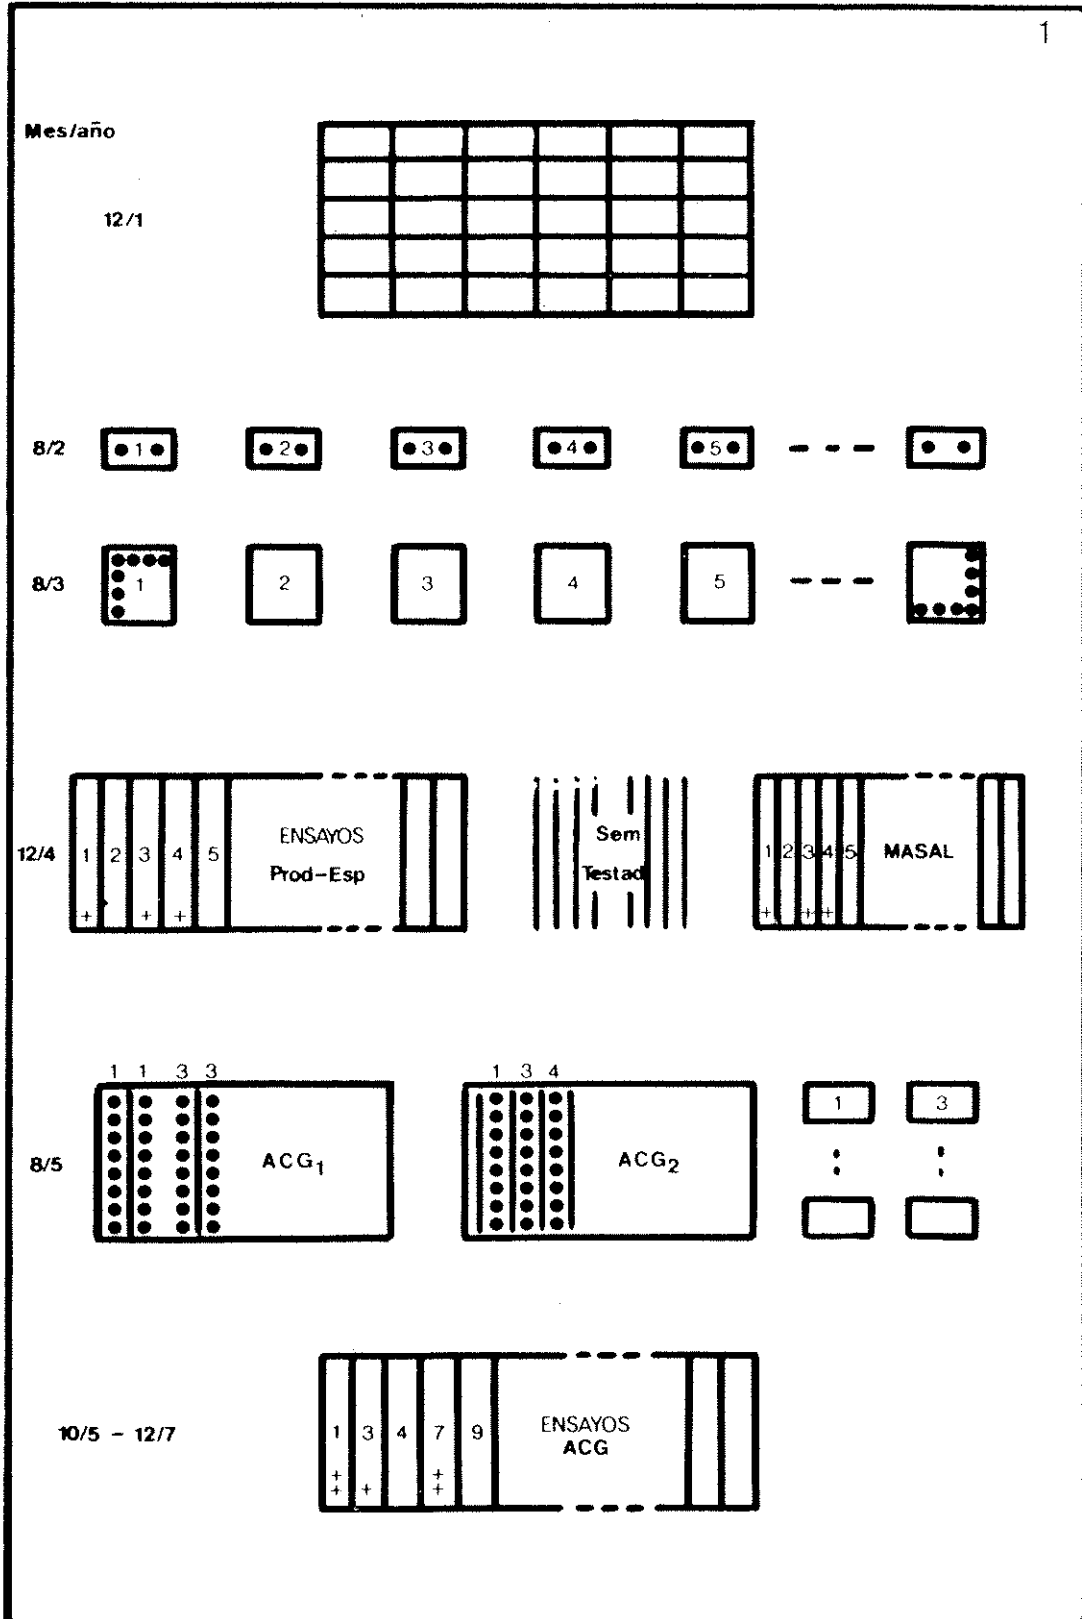 1
Mes/año
12/1
8/2 1 2 3 4 5
8/3 1 2 3 4 5
12/4 1 2 3 4 5 ENSAYOS Prod-Esp Sem Testad 1 2 3 4 5 MASAL
+ + + + + +
1 1 3 3 1 3 4
8/5 ACG1 ACG2 1 3
10/5 - 12/7 1 3 4 7 9 ENSAYOS ACG
++ + ++